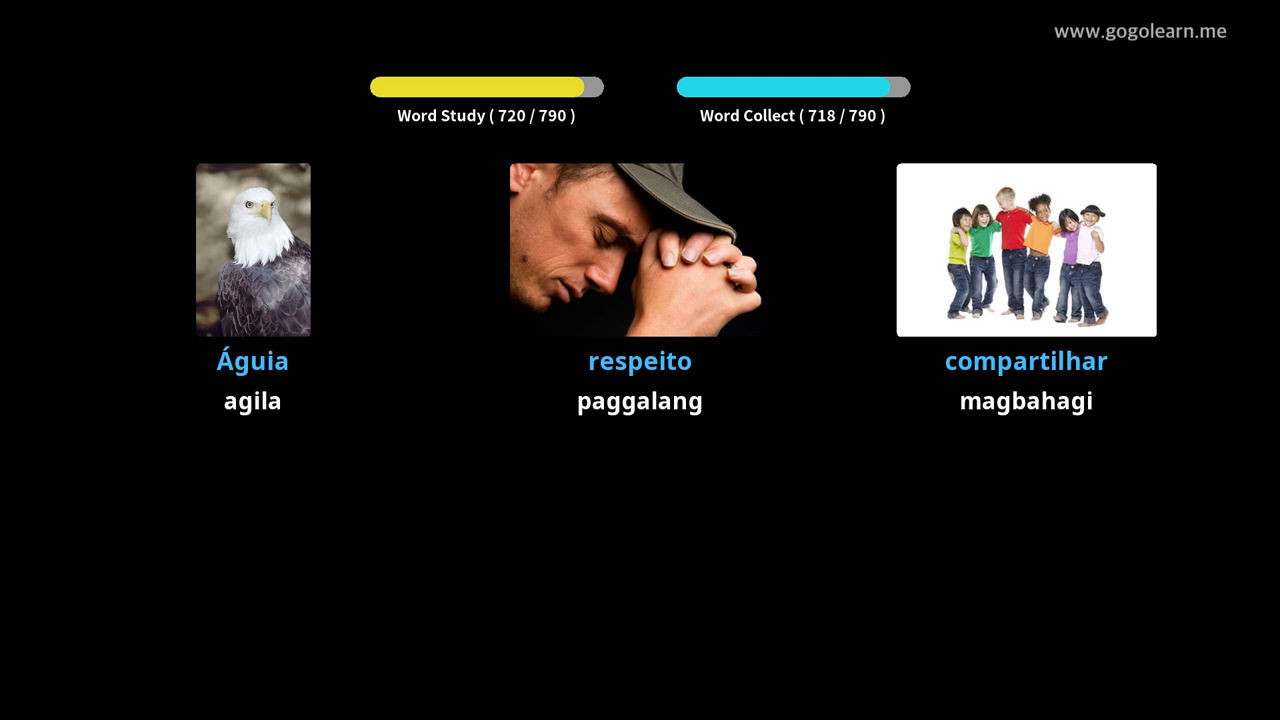 www.gogolearn.me
Word Study ( 720 / 790 )
Word Collect ( 718 / 790 )
Águia
respeito
compartilhar
agila
paggalang
magbahagi